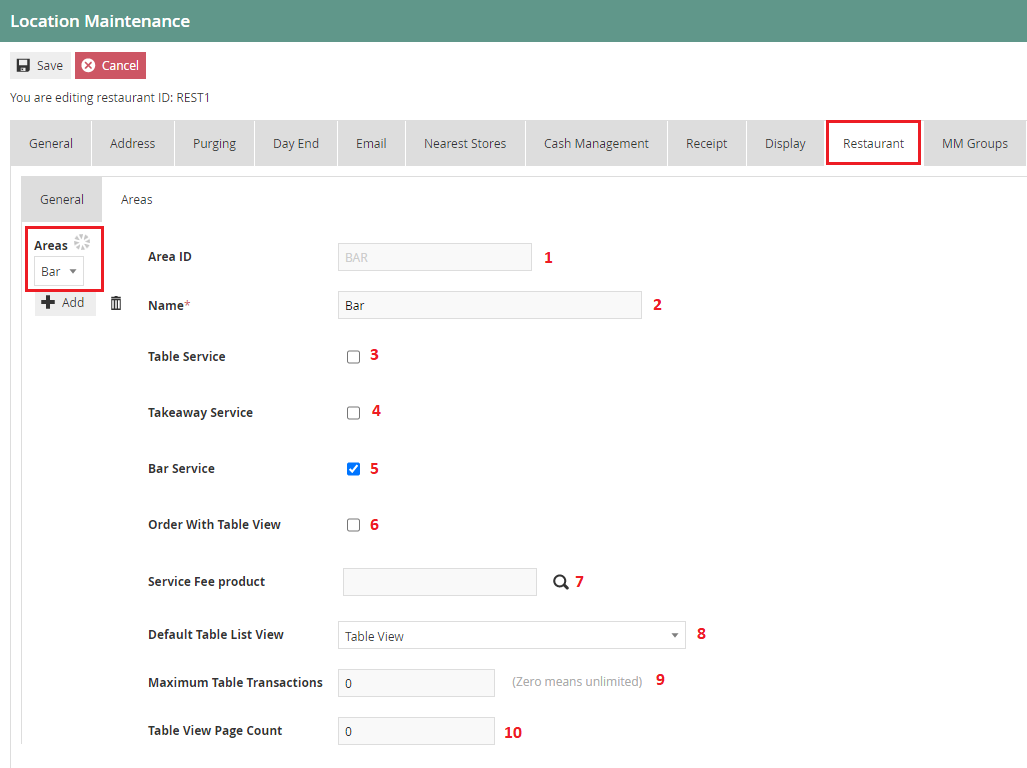 Location Maintenance
Save Cancel
You are editing restaurant ID: REST1
General Address Purging Day End Email Nearest Stores Cash Management Receipt Display Restaurant MM Groups
General Areas
Areas
Bar
Add
Area ID BAR 1
Name* Bar 2
Table Service 3
Takeaway Service 4
Bar Service 5
Order With Table View 6
Service Fee product 7
Default Table List View Table View 8
Maximum Table Transactions 0 (Zero means unlimited) 9
Table View Page Count 0 10